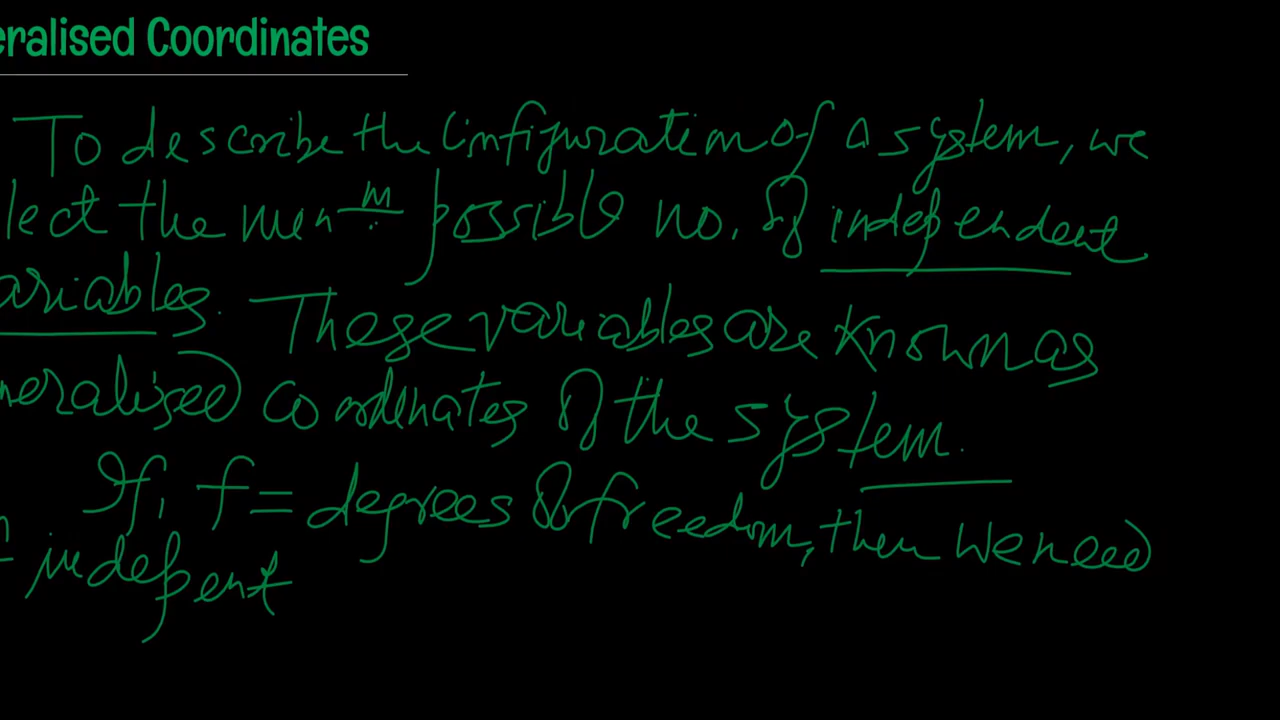 eralised Coordinates
To describe the Configuration of a system, we
lect the min^m possible no. of independent
ariables. These variables are known as
neralised coordinates of the system.
If, f = degrees of freedom, then we need
indepent